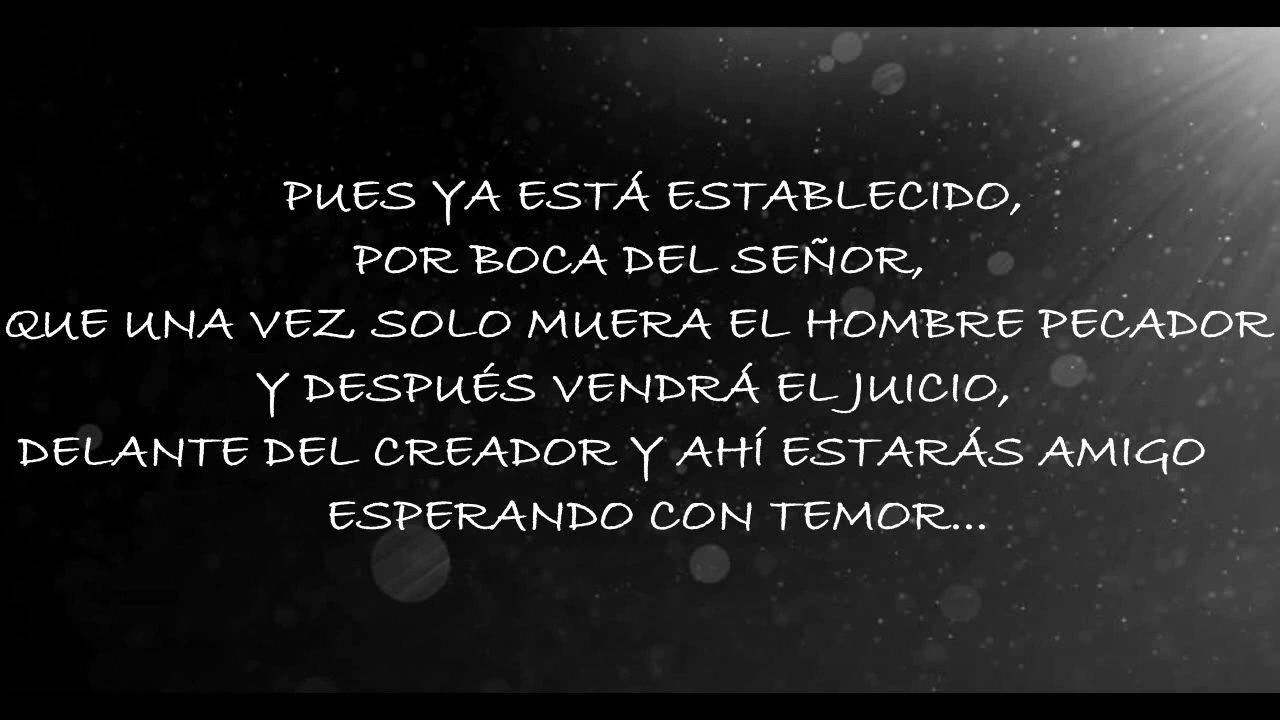 PUES YA ESTÁ ESTABLECIDO,
POR BOCA DEL SEÑOR,
QUE UNA VEZ SOLO MUERA EL HOMBRE PECADOR
Y DESPUÉS VENDRÁ EL JUICIO,
DELANTE DEL CREADOR Y AHÍ ESTARÁS AMIGO
ESPERANDO CON TEMOR...